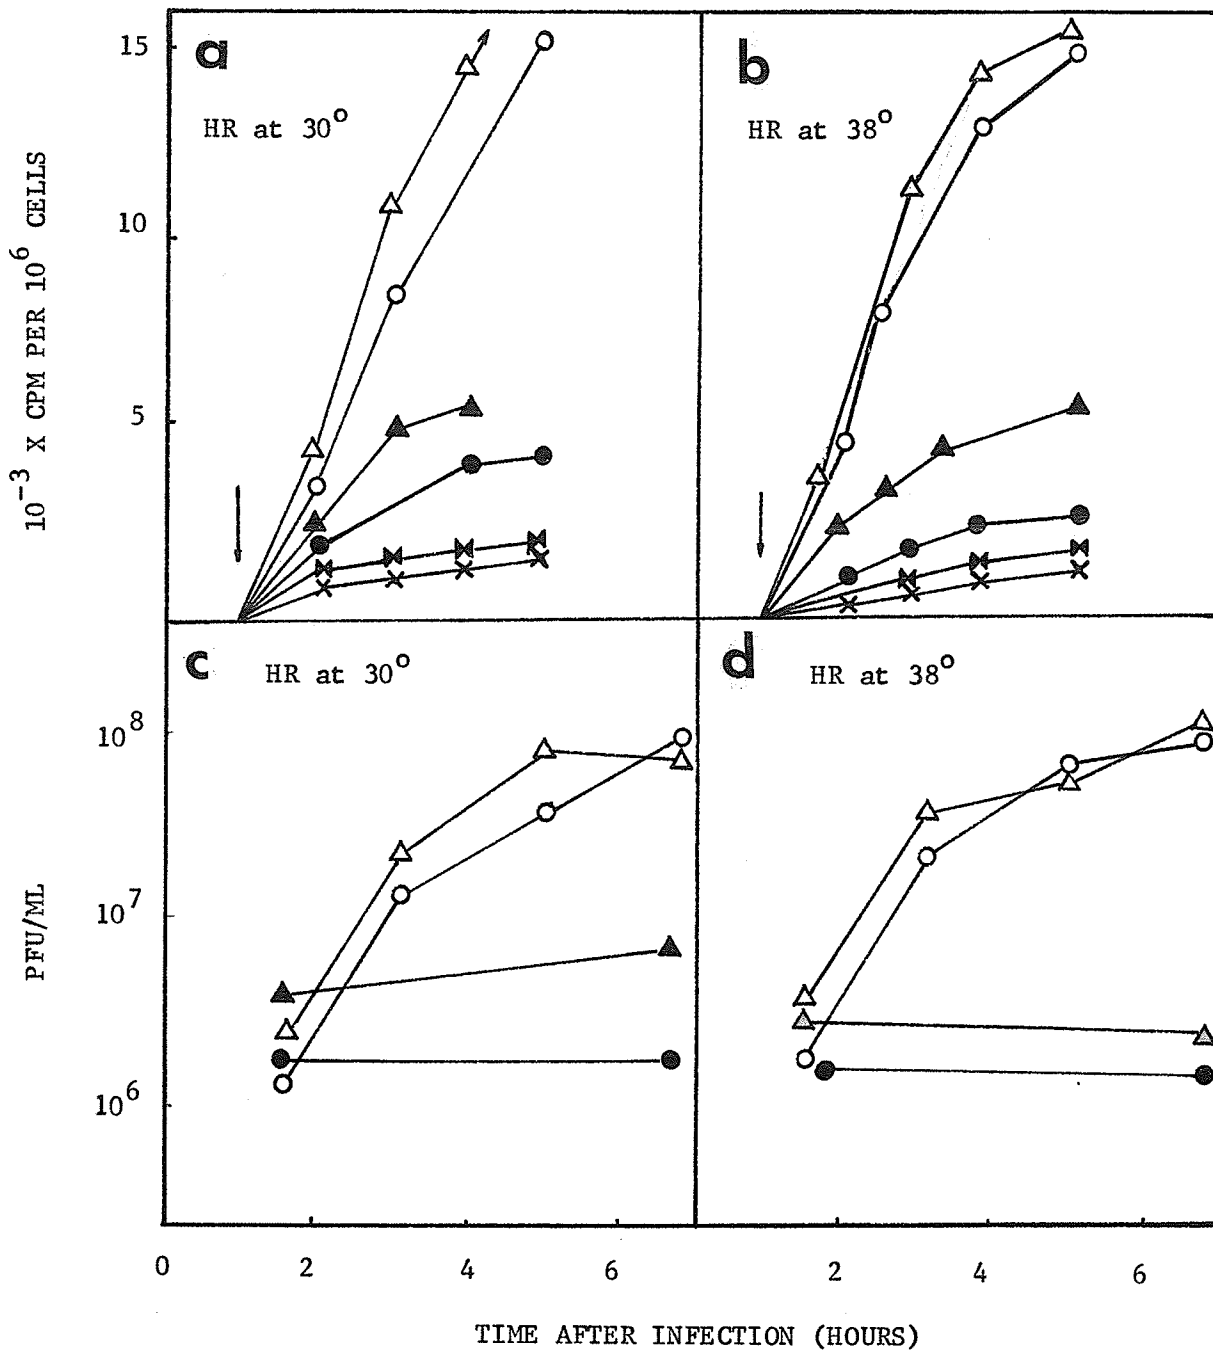 a
HR at 30°
b
HR at 38°
15
10
5
10⁻³ X CPM PER 10⁶ CELLS
c
HR at 30°
d
HR at 38°
10⁸
10⁷
10⁶
PFU/ML
0 2 4 6 2 4 6
TIME AFTER INFECTION (HOURS)